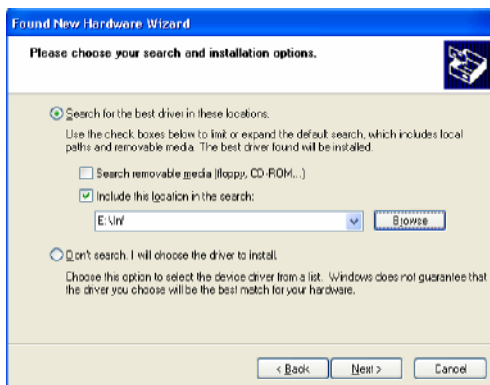 Found New Hardware Wizard
Please choose your search and installation options.
Search for the best driver in these locations.
Use the check boxes below to limit or expand the default search, which includes local
paths and removable media. The best driver found will be installed.
Search removable media (floppy, CD-ROM...)
Include this location in the search:
E:\Inf
Browse
Don't search. I will choose the driver to install.
Choose this option to select the device driver from a list. Windows does not guarantee that
the driver you choose will be the best match for your hardware.
< Back
Next >
Cancel